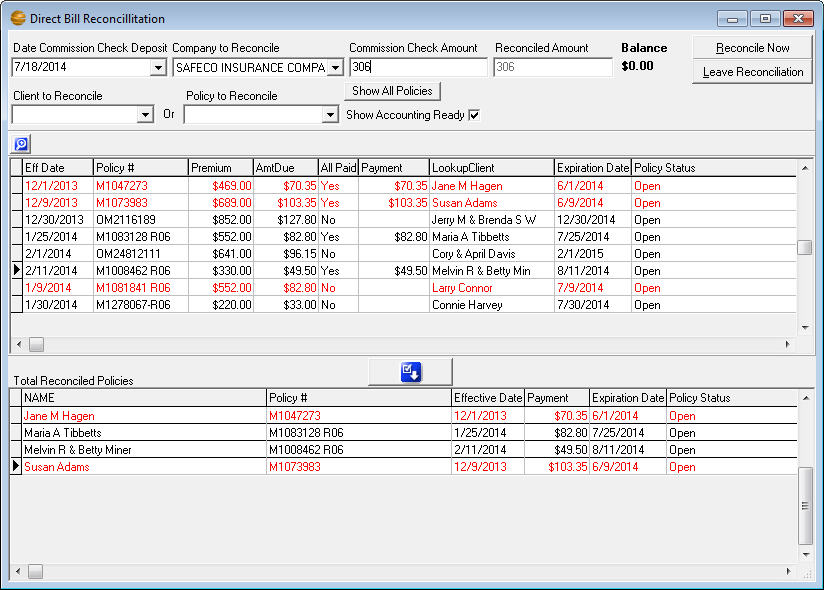 Direct Bill Reconcillitation
Date Commission Check Deposit Company to Reconcile Commission Check Amount Reconciled Amount Balance Reconcile Now
7/18/2014 SAFECO INSURANCE COMPA 306 306 $0.00 Leave Reconciliation
Client to Reconcile Policy to Reconcile Show All Policies
Or Show Accounting Ready
Eff Date Policy # Premium AmtDue All Paid Payment LookupClient Expiration Date Policy Status
12/1/2013 M1047273 $469.00 $70.35 Yes $70.35 Jane M Hagen 6/1/2014 Open
12/9/2013 M1073983 $689.00 $103.35 Yes $103.35 Susan Adams 6/9/2014 Open
12/30/2013 OM2116189 $852.00 $127.80 No Jerry M & Brenda S W 12/30/2014 Open
1/25/2014 M1083128 R06 $552.00 $82.80 Yes $82.80 Maria A Tibbetts 7/25/2014 Open
2/1/2014 OM24812111 $641.00 $96.15 No Cory & April Davis 2/1/2015 Open
2/11/2014 M1008462 R06 $330.00 $49.50 Yes $49.50 Melvin R & Betty Min 8/11/2014 Open
1/9/2014 M1081841 R06 $552.00 $82.80 No Larry Connor 7/9/2014 Open
1/30/2014 M1278067-R06 $220.00 $33.00 No Connie Harvey 7/30/2014 Open
Total Reconciled Policies
NAME Policy # Effective Date Payment Expiration Date Policy Status
Jane M Hagen M1047273 12/1/2013 $70.35 6/1/2014 Open
Maria A Tibbetts M1083128 R06 1/25/2014 $82.80 7/25/2014 Open
Melvin R & Betty Miner M1008462 R06 2/11/2014 $49.50 8/11/2014 Open
Susan Adams M1073983 12/9/2013 $103.35 6/9/2014 Open